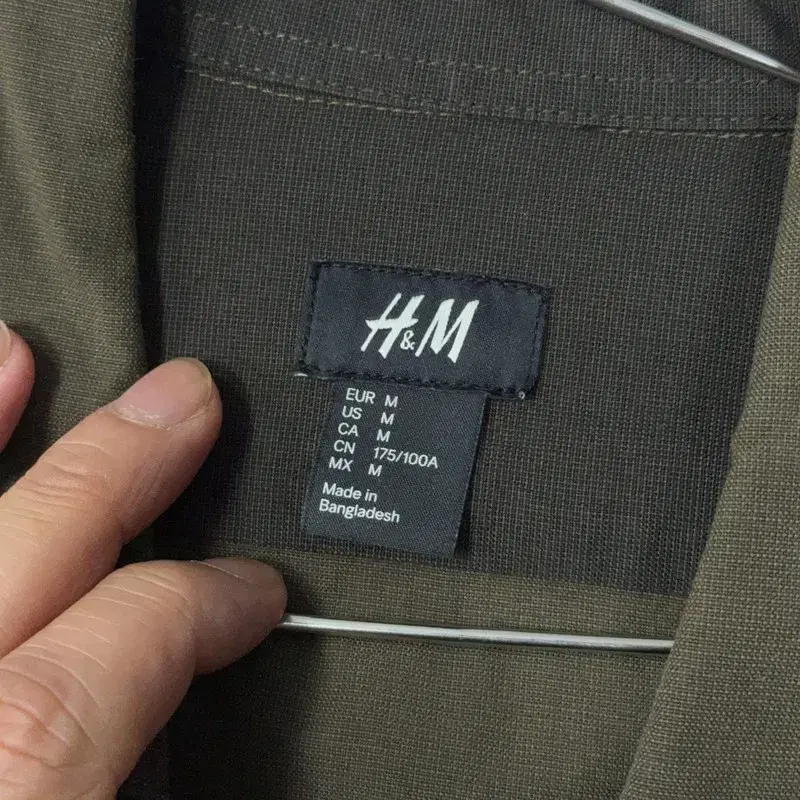 H&M
EUR M
US M
CA M
CN 175/100A
MX M
Made in
Bangladesh